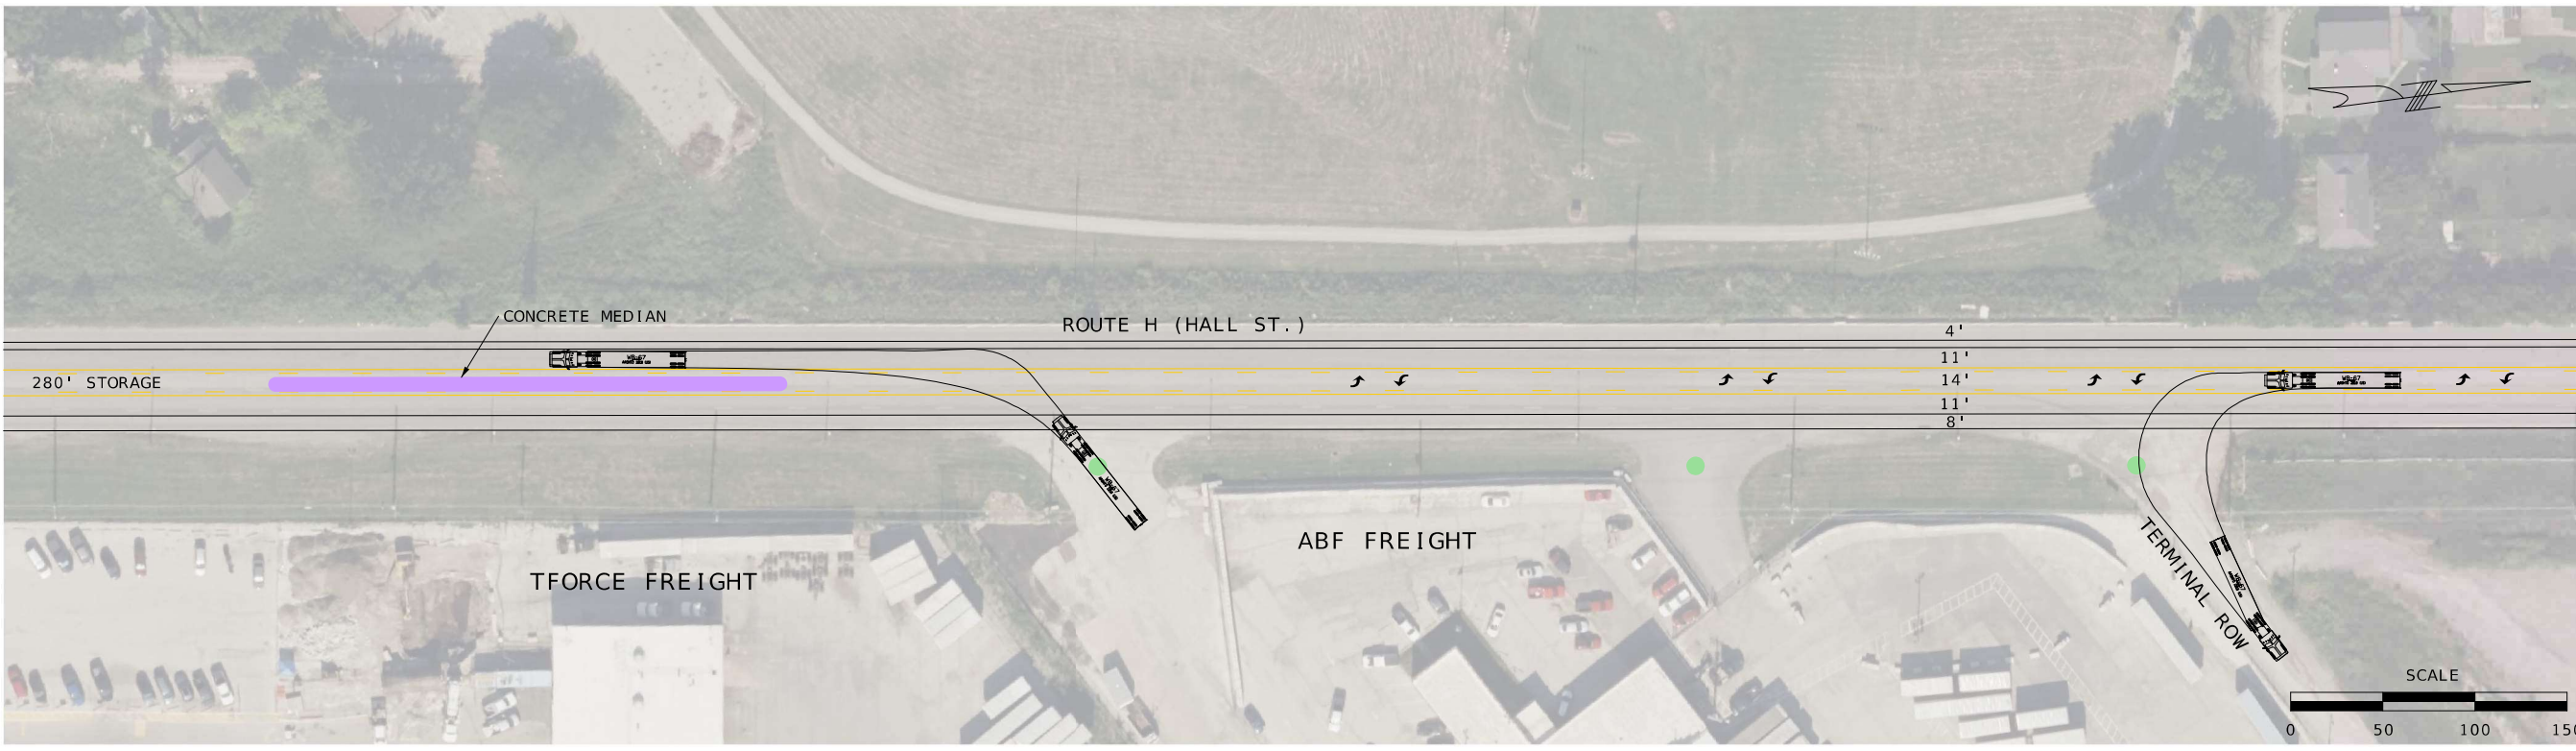 CONCRETE MEDIAN
ROUTE H (HALL ST.)
4'
11'
280' STORAGE
14'
11'
8'
ABF FREIGHT
TFORCE FREIGHT
TERMINAL ROW
SCALE
0 50 100